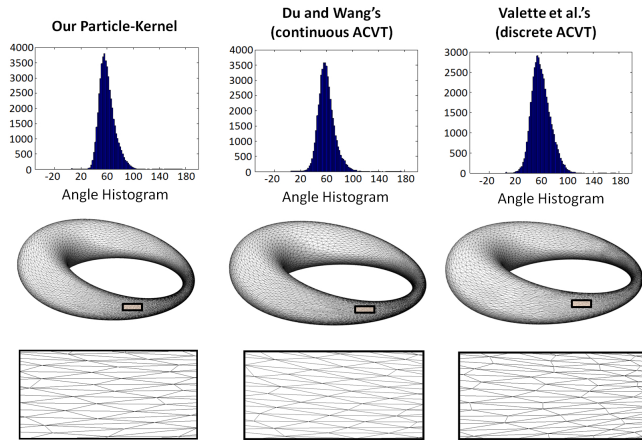 Our Particle-Kernel
Du and Wang's
(continuous ACVT)
Valette et al.'s
(discrete ACVT)
4000
3500
3000
2500
2000
1500
1000
500
0
-20 20 60 100 140 180
Angle Histogram
4500
4000
3500
3000
2500
2000
1500
1000
500
0
-20 20 60 100 140 180
Angle Histogram
3000
2500
2000
1500
1000
500
0
-20 20 60 100 140 180
Angle Histogram